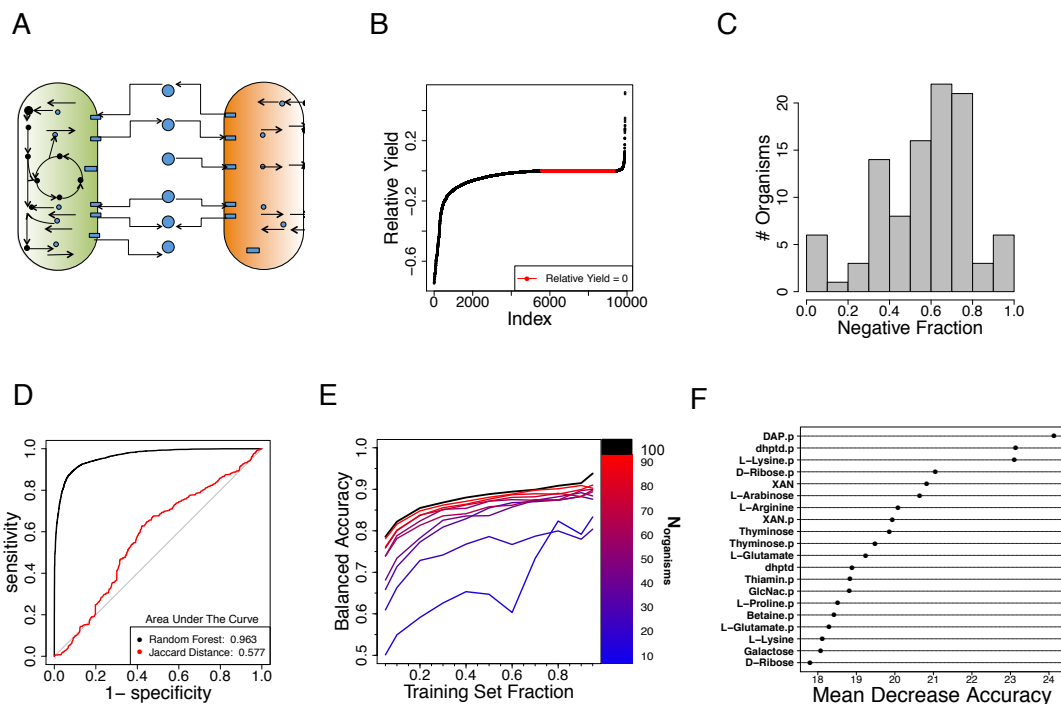 A
B
C
0.2
−0.2
−0.6
Relative Yield
Relative Yield = 0
0
2000
6000
10000
Index
20
15
10
5
0
# Organisms
0.0
0.2
0.4
0.6
0.8
1.0
Negative Fraction
D
E
F
1.0
0.8
0.6
0.4
0.2
0.0
sensitivity
Area Under The Curve
Random Forest: 0.963
Jaccard Distance: 0.577
0.0
0.2
0.4
0.6
0.8
1.0
1− specificity
1.0
0.9
0.8
0.7
0.6
0.5
Balanced Accuracy
0.2
0.4
0.6
0.8
Training Set Fraction
100
90
80
70
60
50
40
30
20
10
Norganisms
DAP.p
dhptd.p
L−Lysine.p
D−Ribose.p
XAN
L−Arabinose
L−Arginine
XAN.p
Thyminose
Thyminose.p
L−Glutamate
dhptd
Thiamin.p
GlcNac.p
L−Proline.p
Betaine.p
L−Glutamate.p
L−Lysine
Galactose
D−Ribose
18
19
20
21
22
23
24
Mean Decrease Accuracy